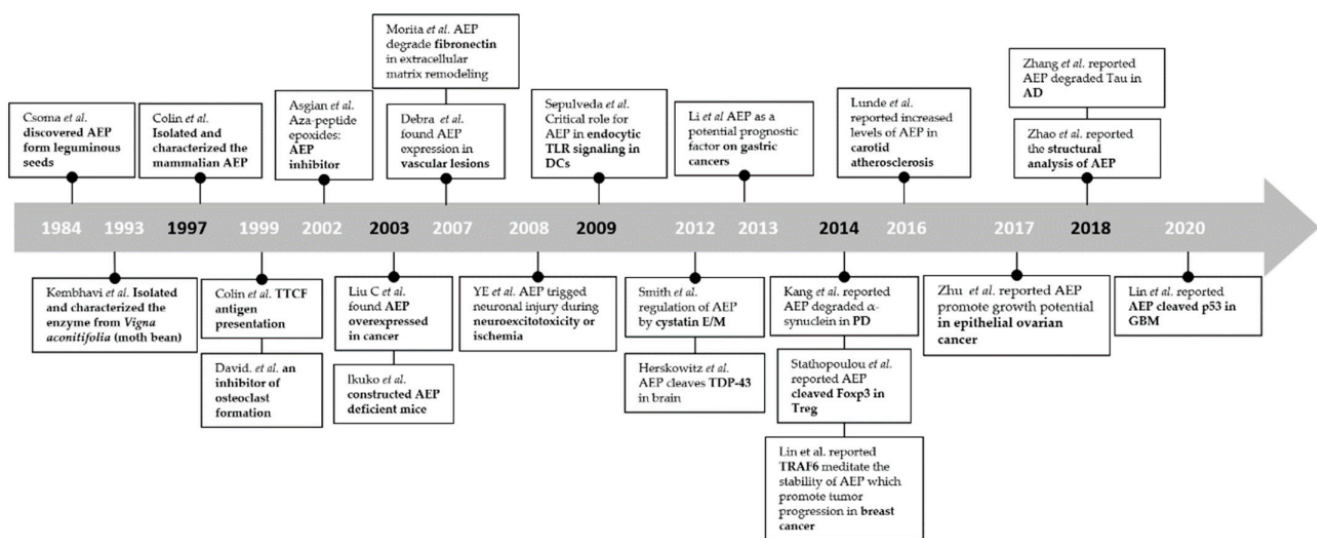 Csoma et al.
discovered AEP
form leguminous
seeds
Colin et al.
Isolated and
characterized the
mammalian AEP
Asgian et al.
Aza-peptide
epoxides:
AEP
inhibitor
Morita et al. AEP
degrade fibronectin
in extracellular
matrix remodeling
Debra et al.
found AEP
expression in
vascular lesions
Sepulveda et al.
Critical role for
AEP in endocytic
TLR signaling in
DCs
Li et al AEP as a
potential prognostic
factor on gastric
cancers
Lunde et al.
reported increased
levels of AEP in
carotid
atherosclerosis
Zhang et al. reported
AEP degraded Tau in
AD
Zhao et al. reported
the structural
analysis of AEP
1984 1993 1997 1999 2002 2003 2007 2008 2009 2012 2013 2014 2016 2017 2018 2020
Kembhavi et al. Isolated
and characterized the
enzyme from Vigna
aconitifolia (moth bean)
Colin et al. TTCF
antigen
presentation
David. et al. an
inhibitor of
osteoclast
formation
Liu C et al.
found AEP
overexpressed
in cancer
Ikuko et al.
constructed AEP
deficient mice
YE et al. AEP trigged
neuronal injury during
neuroexcitotoxicity or
ischemia
Smith et al.
regulation of AEP
by cystatin E/M
Herskowitz et al.
AEP cleaves TDP-43
in brain
Kang et al. reported
AEP degraded α-
synuclein in PD
Stathopoulou et al.
reported AEP
cleaved Foxp3 in
Treg
Lin et al. reported
TRAF6 meditate the
stability of AEP which
promote tumor
progression in breast
cancer
Zhu et al. reported AEP
promote growth potential
in epithelial ovarian
cancer
Lin et al. reported
AEP cleaved p53 in
GBM